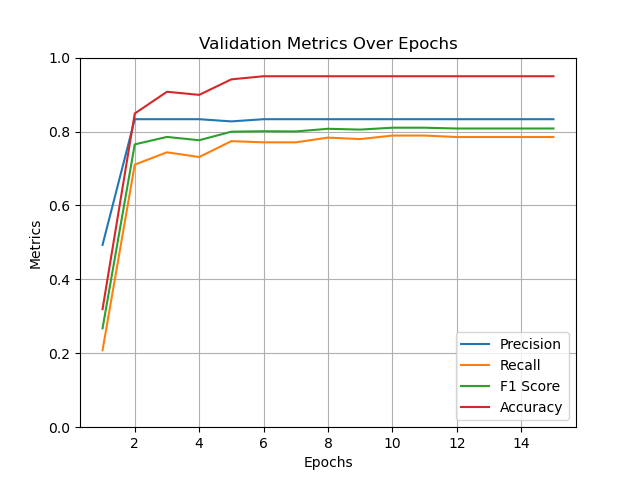 Validation Metrics Over Epochs
1.0
0.8
0.6
0.4
0.2
0.0
Metrics
2 4 6 8 10 12 14
Epochs
Precision
Recall
F1 Score
Accuracy